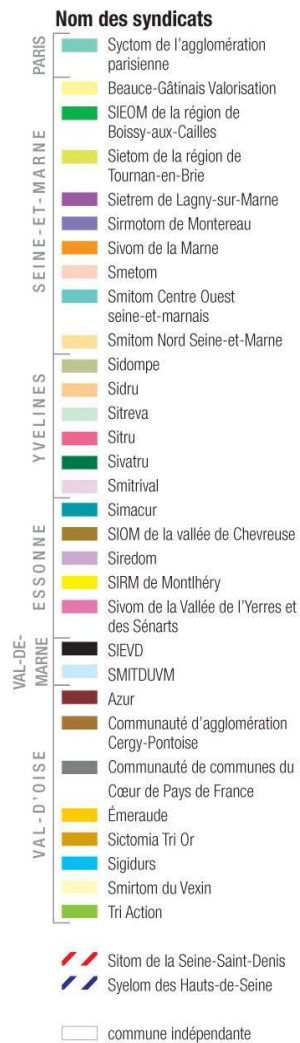 Nom des syndicats
PARIS
Syctom de l'agglomération
parisienne
SEINE-ET-MARNE
Beauce-Gâtinais Valorisation
SIEOM de la région de
Boissy-aux-Cailles
Sietom de la région de
Tournan-en-Brie
Sietrem de Lagny-sur-Marne
Sirmotom de Montereau
Sivom de la Marne
Smetom
Smitom Centre Ouest
seine-et-marnais
Smitom Nord Seine-et-Marne
YVELINES
Sidompe
Sidru
Sitreva
Sitru
Sivatru
Smitrival
ESSONNE
Simacur
SIOM de la vallée de Chevreuse
Siredom
SIRM de Montlhéry
Sivom de la Vallée de l'Yerres et
des Sénarts
VAL-DE-
MARNE
SIEVD
SMITDUVM
VAL-D'OISE
Azur
Communauté d'agglomération
Cergy-Pontoise
Communauté de communes du
Cœur de Pays de France
Émeraude
Sictomia Tri Or
Sigidurs
Smirtom du Vexin
Tri Action
Sitom de la Seine-Saint-Denis
Syelom des Hauts-de-Seine
commune indépendante